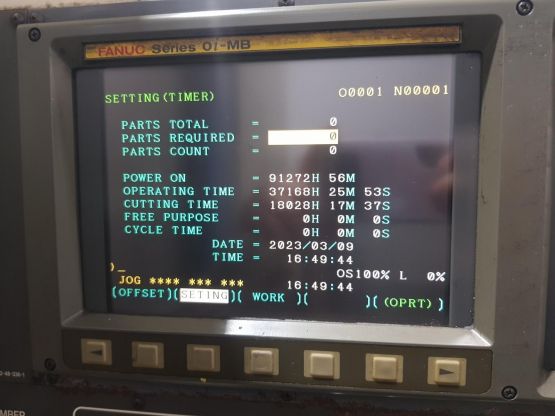 FANUC Series 0i-MB
SETTING(TIMER) O0001 N00001
PARTS TOTAL = 0
PARTS REQUIRED = 0
PARTS COUNT = 0
POWER ON = 91272H 56M
OPERATING TIME = 37168H 25M 53S
CUTTING TIME = 18028H 17M 37S
FREE PURPOSE = 0H 0M 0S
CYCLE TIME = 0H 0M 0S
DATE = 2023/03/09
TIME = 16:49:44
)_
OS100% L 0%
JOG **** *** *** 16:49:44
(OFFSET)(SETING)( WORK )( )( (OPRT) )
MBER